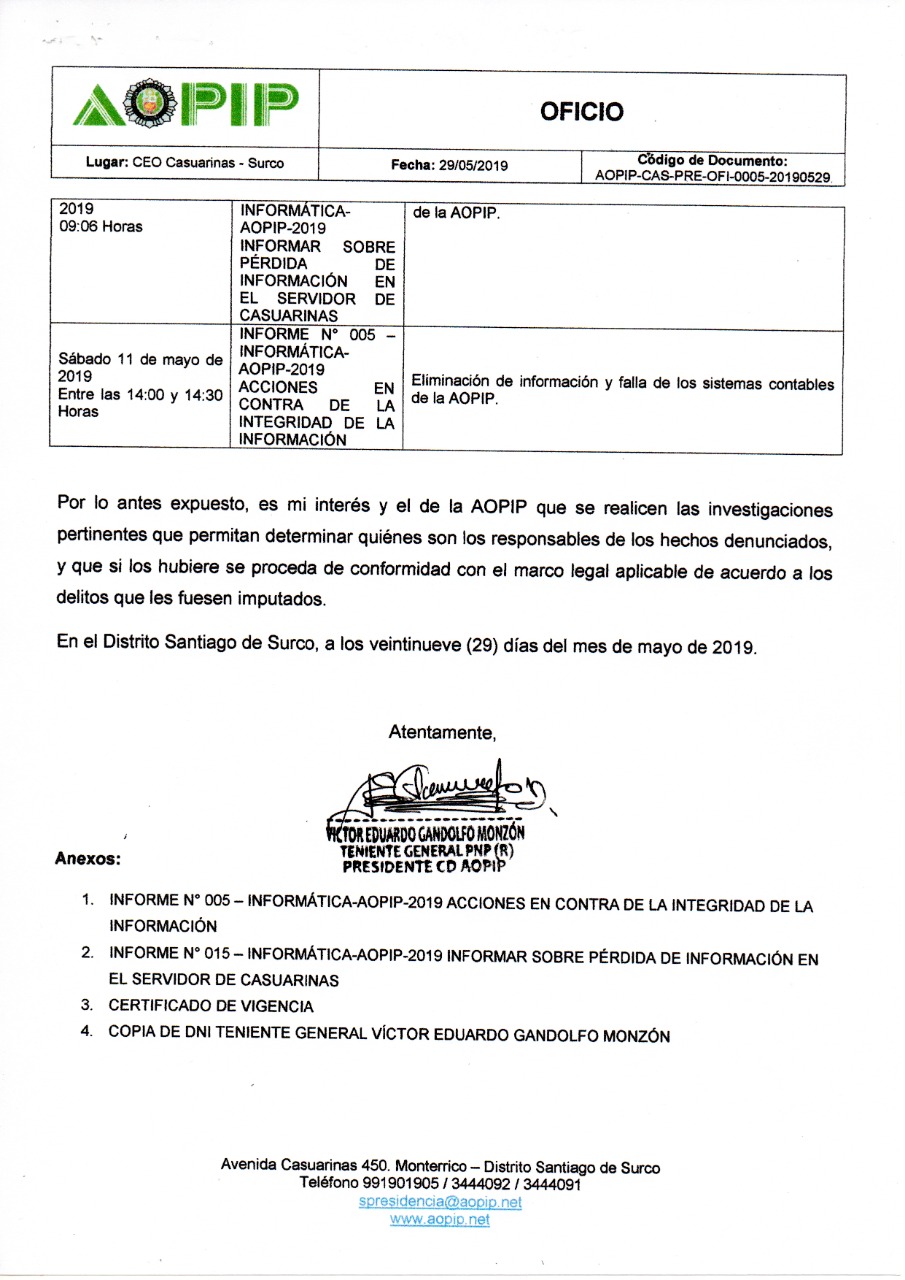 AOPIP
OFICIO
Lugar: CEO Casuarinas - Surco
Fecha: 29/05/2019
Código de Documento:
AOPIP-CAS-PRE-OFI-0005-20190529
2019
09:06 Horas
INFORMÁTICA-
AOPIP-2019
INFORMAR SOBRE
PÉRDIDA DE
INFORMACIÓN EN
EL SERVIDOR DE
CASUARINAS
de la AOPIP.
Sábado 11 de mayo de
2019
Entre las 14:00 y 14:30
Horas
INFORME N° 005 –
INFORMÁTICA-
AOPIP-2019
ACCIONES EN
CONTRA DE LA
INTEGRIDAD DE LA
INFORMACIÓN
Eliminación de información y falla de los sistemas contables
de la AOPIP.
Por lo antes expuesto, es mi interés y el de la AOPIP que se realicen las investigaciones
pertinentes que permitan determinar quiénes son los responsables de los hechos denunciados,
y que si los hubiere se proceda de conformidad con el marco legal aplicable de acuerdo a los
delitos que les fuesen imputados.
En el Distrito Santiago de Surco, a los veintinueve (29) días del mes de mayo de 2019.
Atentamente,
VICTOR EDUARDO GANDOLFO MONZÓN
TENIENTE GENERAL PNP (R)
PRESIDENTE CD AOPIP
Anexos:
1. INFORME N° 005 – INFORMÁTICA-AOPIP-2019 ACCIONES EN CONTRA DE LA INTEGRIDAD DE LA
INFORMACIÓN
2. INFORME N° 015 – INFORMÁTICA-AOPIP-2019 INFORMAR SOBRE PÉRDIDA DE INFORMACIÓN EN
EL SERVIDOR DE CASUARINAS
3. CERTIFICADO DE VIGENCIA
4. COPIA DE DNI TENIENTE GENERAL VÍCTOR EDUARDO GANDOLFO MONZÓN
Avenida Casuarinas 450. Monterrico – Distrito Santiago de Surco
Teléfono 991901905 / 3444092 / 3444091
spresidencia@aopip.net
www.aopip.net